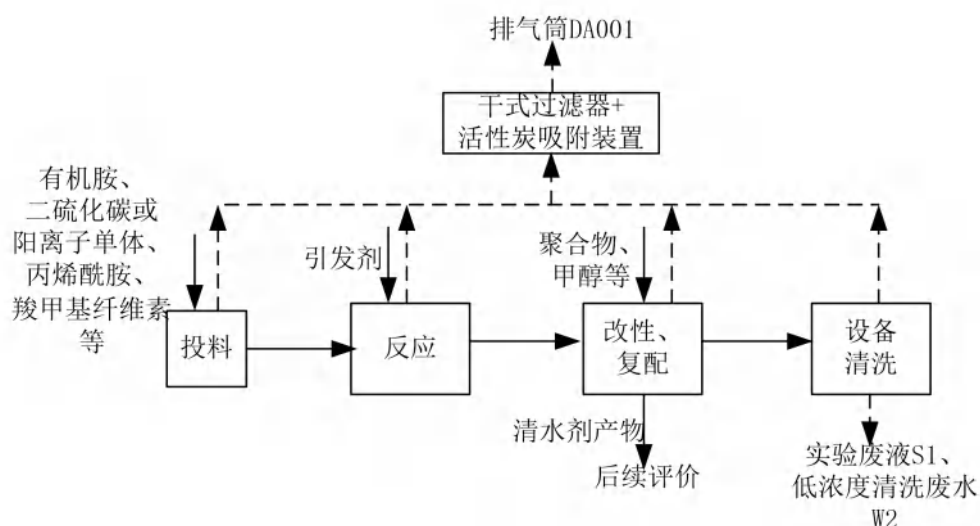 排气筒DA001
干式过滤器+
活性炭吸附装置
有机胺、
二硫化碳或
阳离子单体、
丙烯酰胺、
羧甲基纤维素
等
引发剂
聚合物、
甲醇等
投料
反应
改性、
复配
设备
清洗
清水剂产物
后续评价
实验废液S1、
低浓度清洗废水
W2